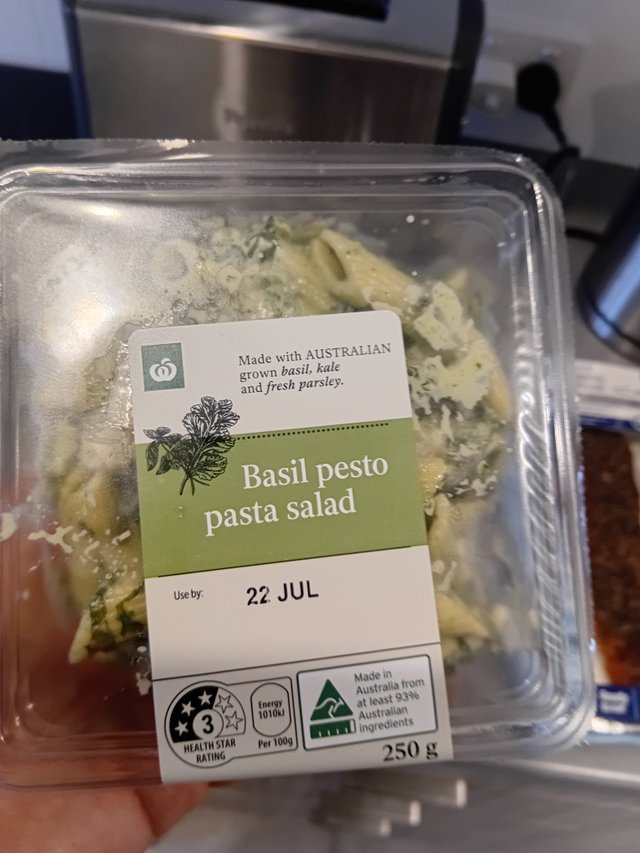 Made with AUSTRALIAN
grown basil, kale
and fresh parsley.
Basil pesto
pasta salad
Use by: 22 JUL
3
HEALTH STAR
RATING
Energy
1010kJ
Per 100g
Made in
Australia from
at least 93%
Australian
ingredients
250 g